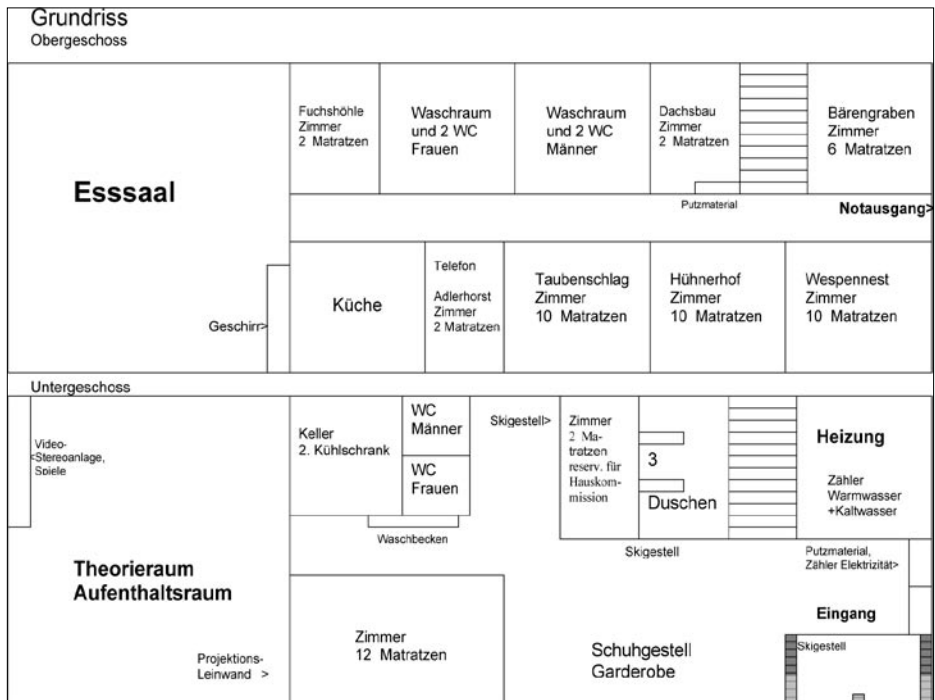 Grundriss
Obergeschoss
Fuchshöhle
Zimmer
2 Matratzen
Waschraum
und 2 WC
Frauen
Waschraum
und 2 WC
Männer
Dachsbau
Zimmer
2 Matratzen
Bärengraben
Zimmer
6 Matratzen
Esssaal
Putzmaterial
Notausgang>
Geschirr>
Küche
Telefon
Adlerhorst
Zimmer
2 Matratzen
Taubenschlag
Zimmer
10 Matratzen
Hühnerhof
Zimmer
10 Matratzen
Wespennest
Zimmer
10 Matratzen
Untergeschoss
Video-
<Stereoanlage,
Spiele
Keller
2. Kühlschrank
WC
Männer
WC
Frauen
Waschbecken
Skigestell>
Zimmer
2 Ma-
tratzen
reserv. für
Hauskom-
mission
3
Duschen
Heizung
Zähler
Warmwasser
+Kaltwasser
Skigestell
Putzmaterial,
Zähler Elektrizität>
Theorieraum
Aufenthaltsraum
Eingang
Projektions-
Leinwand >
Zimmer
12 Matratzen
Schuhgestell
Garderobe
Skigestell